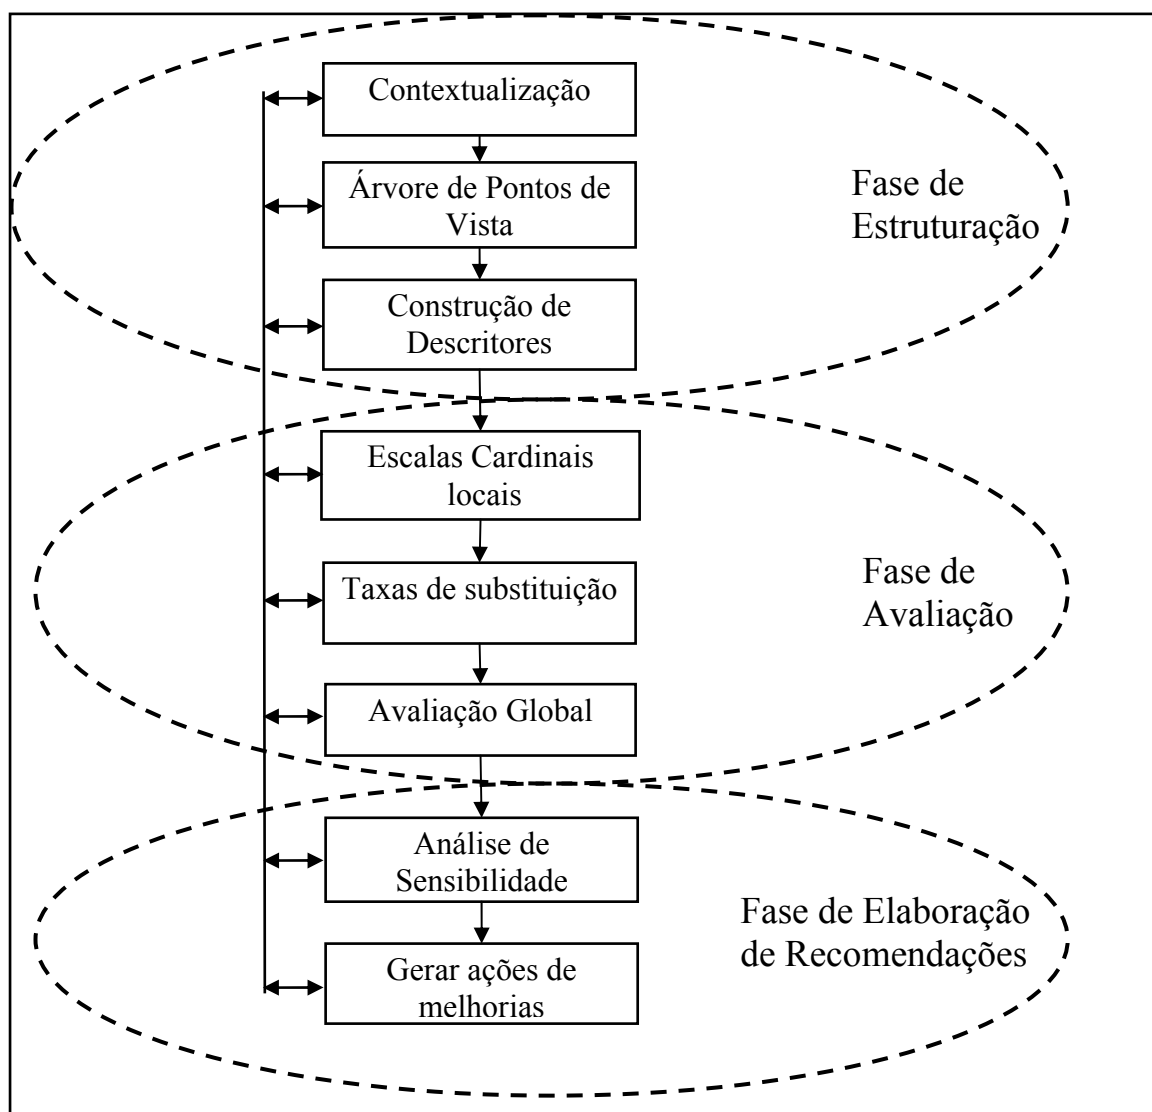 Contextualização
Árvore de Pontos de
Vista
Fase de
Estruturação
Construção de
Descritores
Escalas Cardinais
locais
Taxas de substituição
Fase de
Avaliação
Avaliação Global
Análise de
Sensibilidade
Fase de Elaboração
de Recomendações
Gerar ações de
melhorias